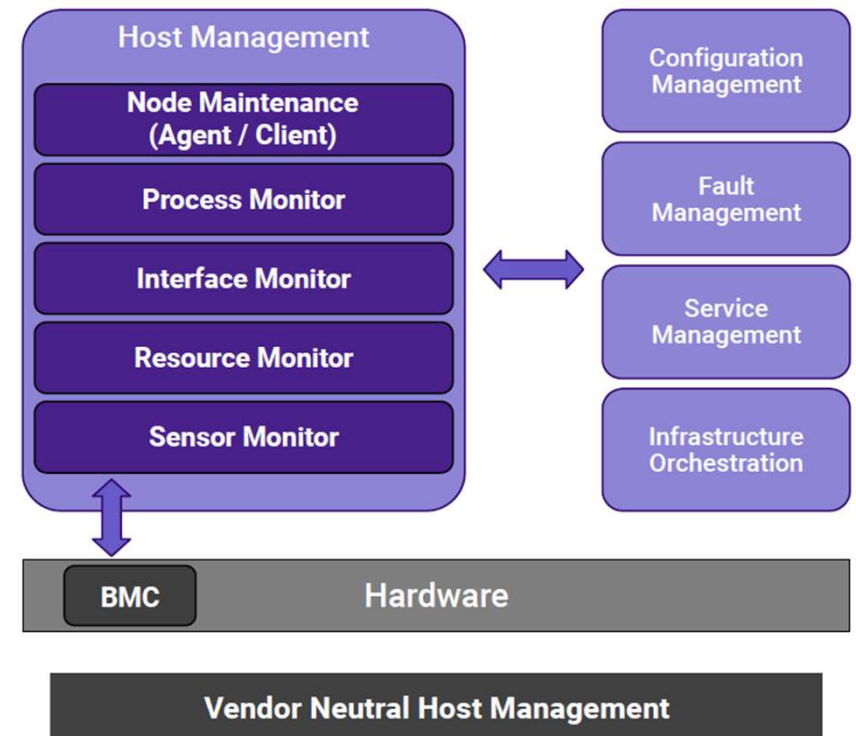 Host Management
Node Maintenance
(Agent / Client)
Process Monitor
Interface Monitor
Resource Monitor
Sensor Monitor
Configuration
Management
Fault
Management
Service
Management
Infrastructure
Orchestration
BMC
Hardware
Vendor Neutral Host Management